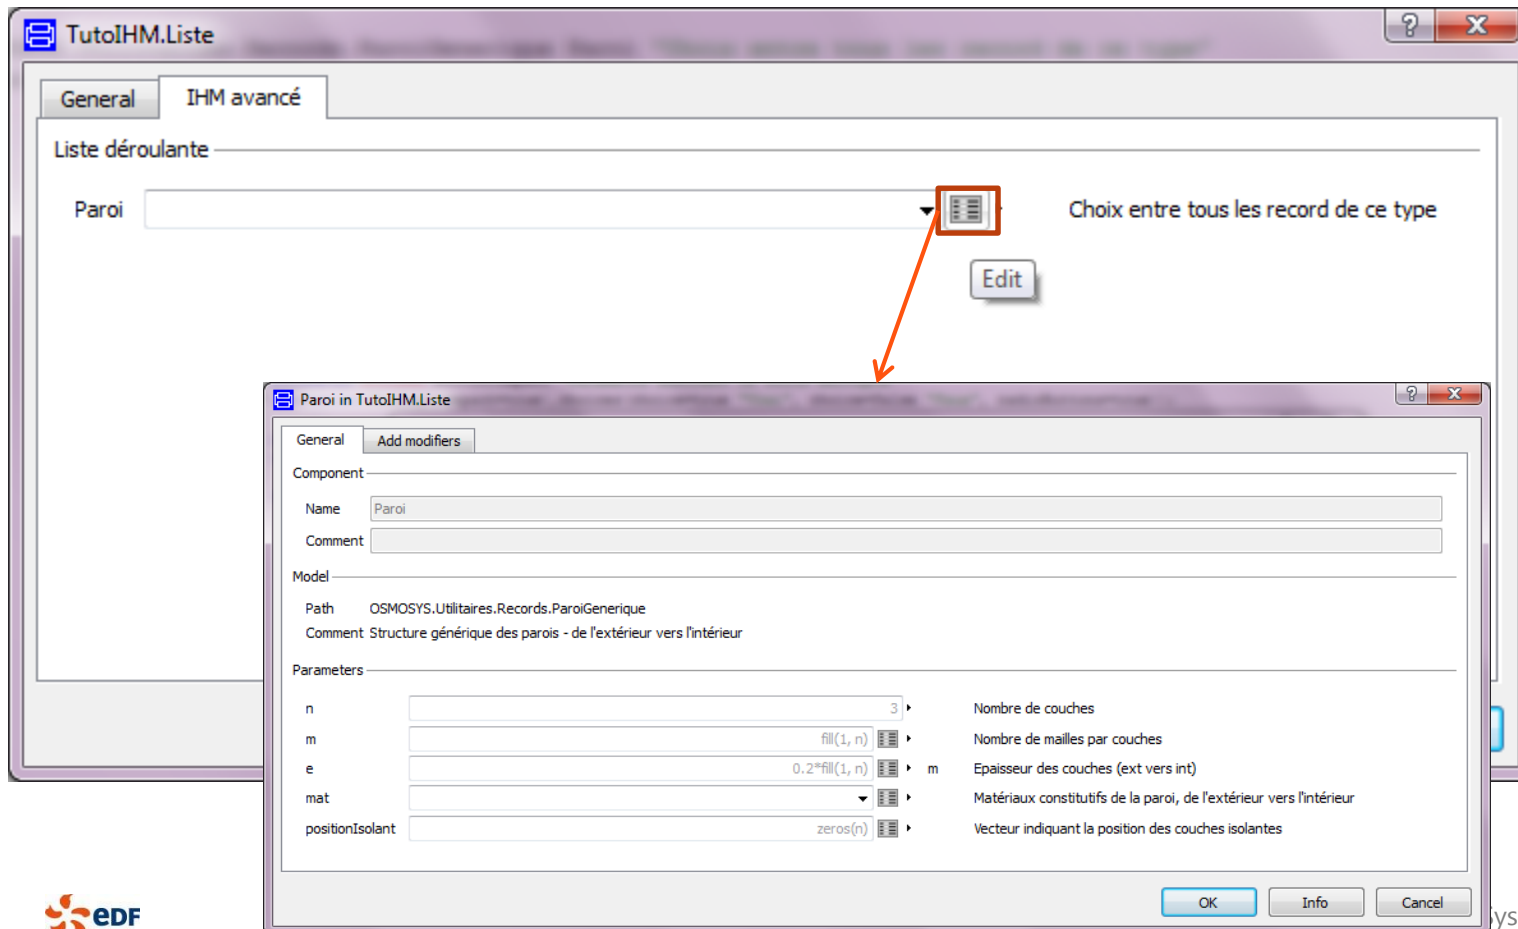 TutoIHM.Liste
General IHM avancé
Liste déroulante
Paroi Choix entre tous les record de ce type
Edit
Paroi in TutoIHM.Liste
General Add modifiers
Component
Name Paroi
Comment
Model
Path OSMOSYS.Utilitaires.Records.ParoiGenerique
Comment Structure générique des parois - de l'extérieur vers l'intérieur
Parameters
n 3 Nombre de couches
m fill(1, n) Nombre de mailles par couches
e 0.2*fill(1, n) m Epaisseur des couches (ext vers int)
mat Matériaux constitutifs de la paroi, de l'extérieur vers l'intérieur
positionIsolant zeros(n) Vecteur indiquant la position des couches isolantes
OK Info Cancel
edf